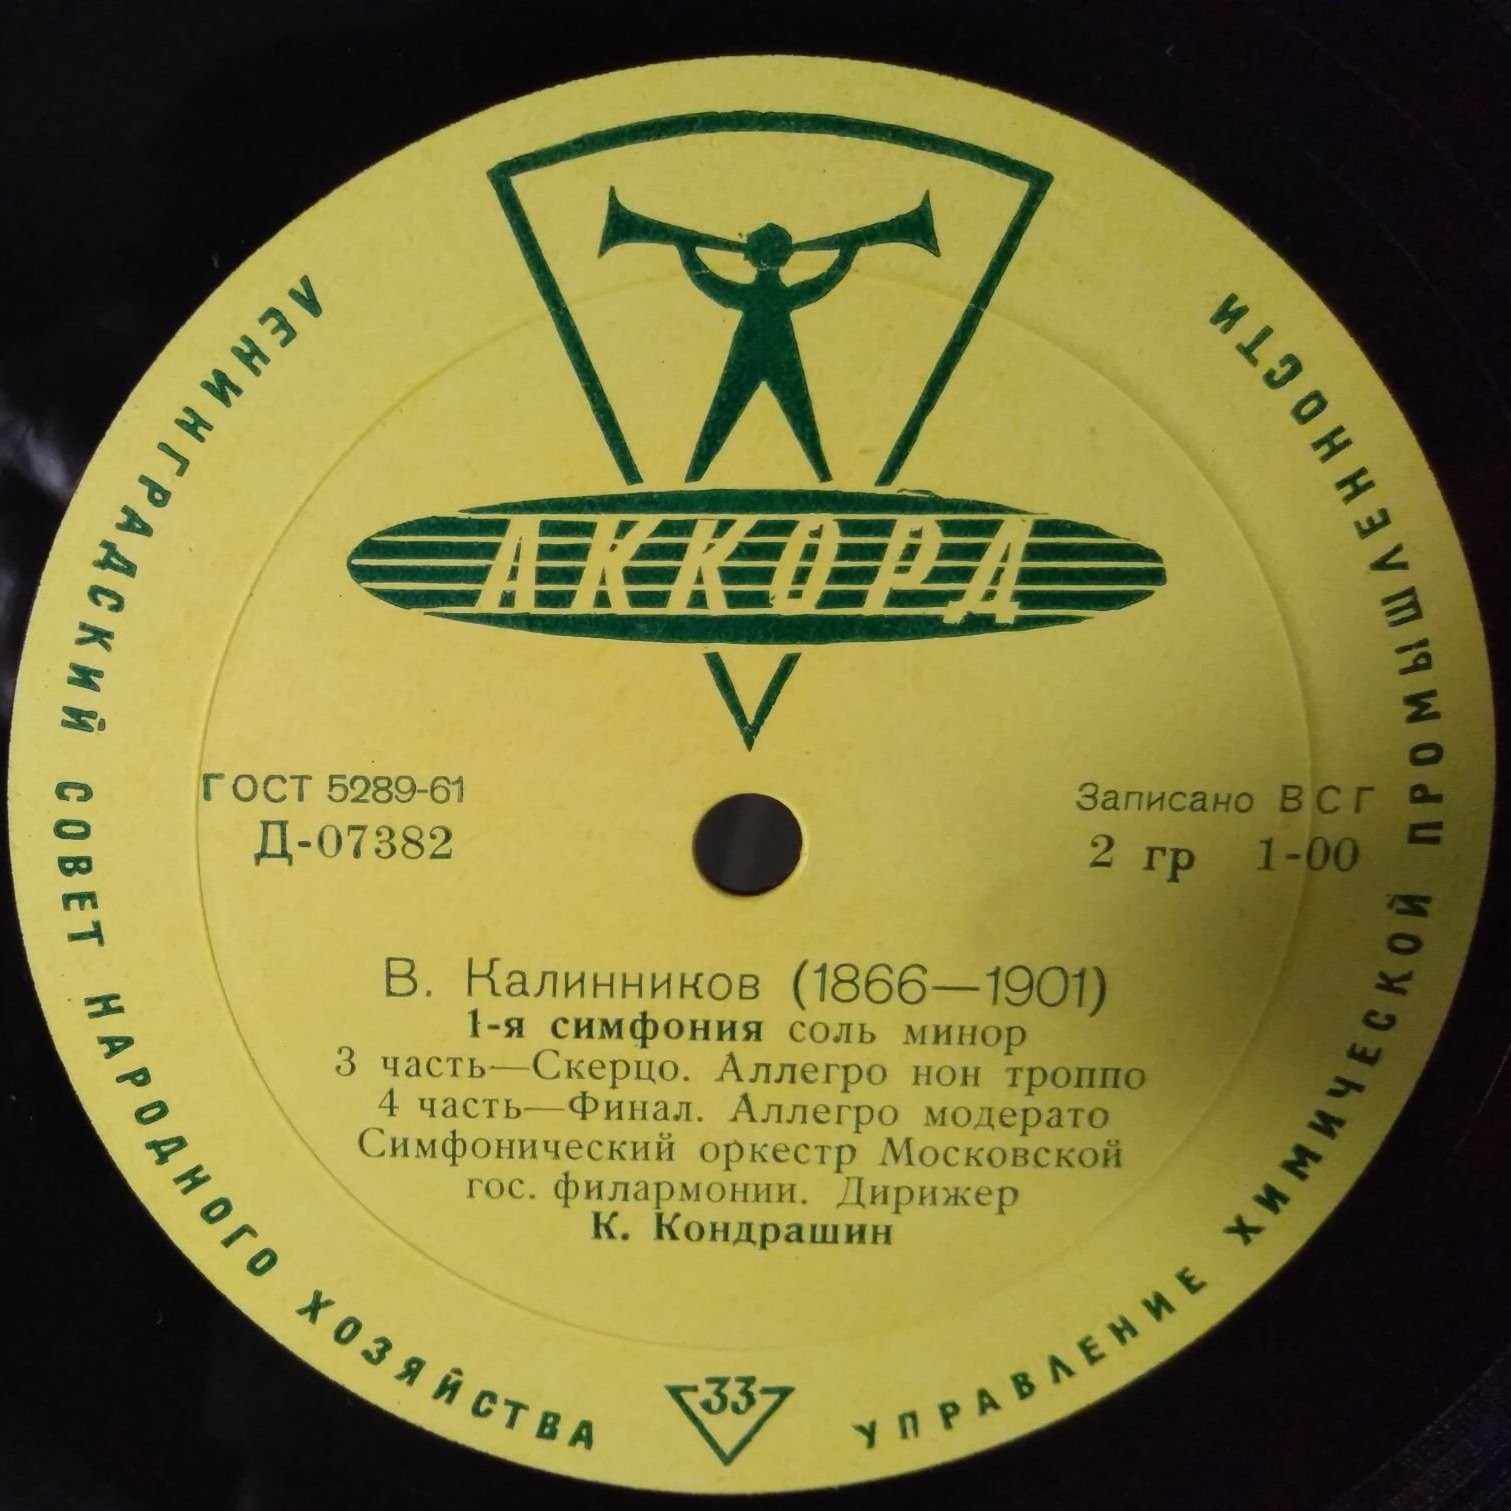 ЛЕНИНГРАДСКИЙ СОВЕТ НАРОДНОГО ХОЗЯЙСТВА
УПРАВЛЕНИЕ ХИМИЧЕСКОЙ ПРОМЫШЛЕННОСТИ
АККОРД
ГОСТ 5289-61
Д-07382
Записано ВСГ
2 гр 1-00
В. Калинников (1866—1901)
1-я симфония соль минор
3 часть—Скерцо. Аллегро нон троппо
4 часть—Финал. Аллегро модерато
Симфонический оркестр Московской
гос. филармонии. Дирижер
К. Кондрашин
33